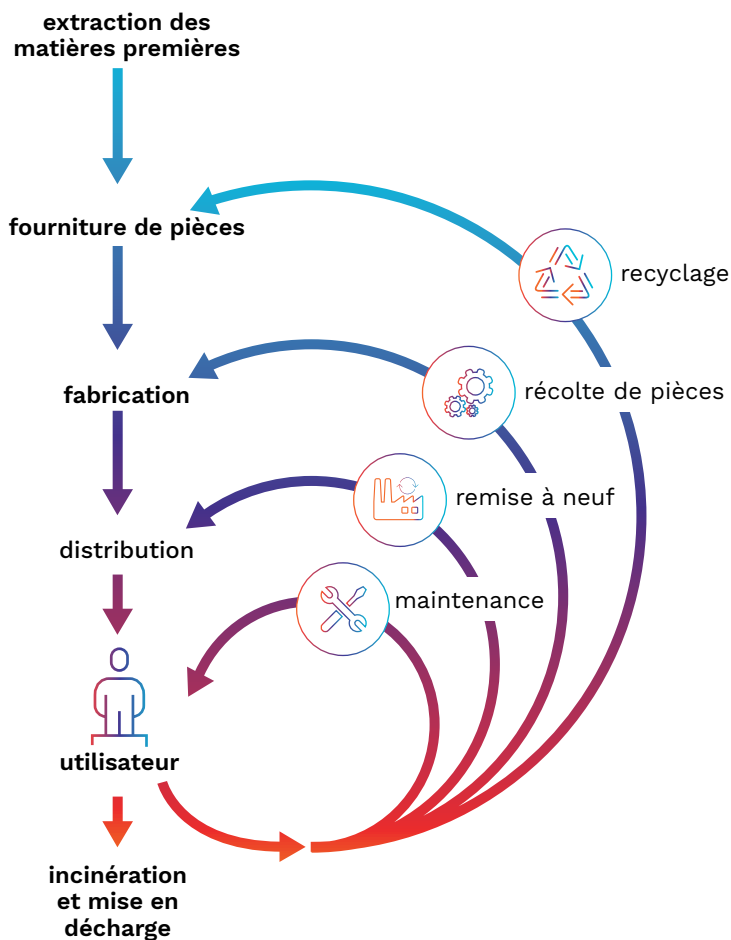 extraction des
matières premières
fourniture de pièces
recyclage
fabrication
récolte de pièces
remise à neuf
distribution
maintenance
utilisateur
incinération
et mise en
décharge